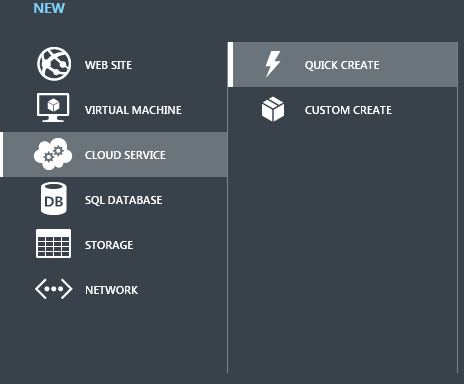 NEW
WEB SITE
VIRTUAL MACHINE
CLOUD SERVICE
DB
SQL DATABASE
STORAGE
NETWORK
QUICK CREATE
CUSTOM CREATE